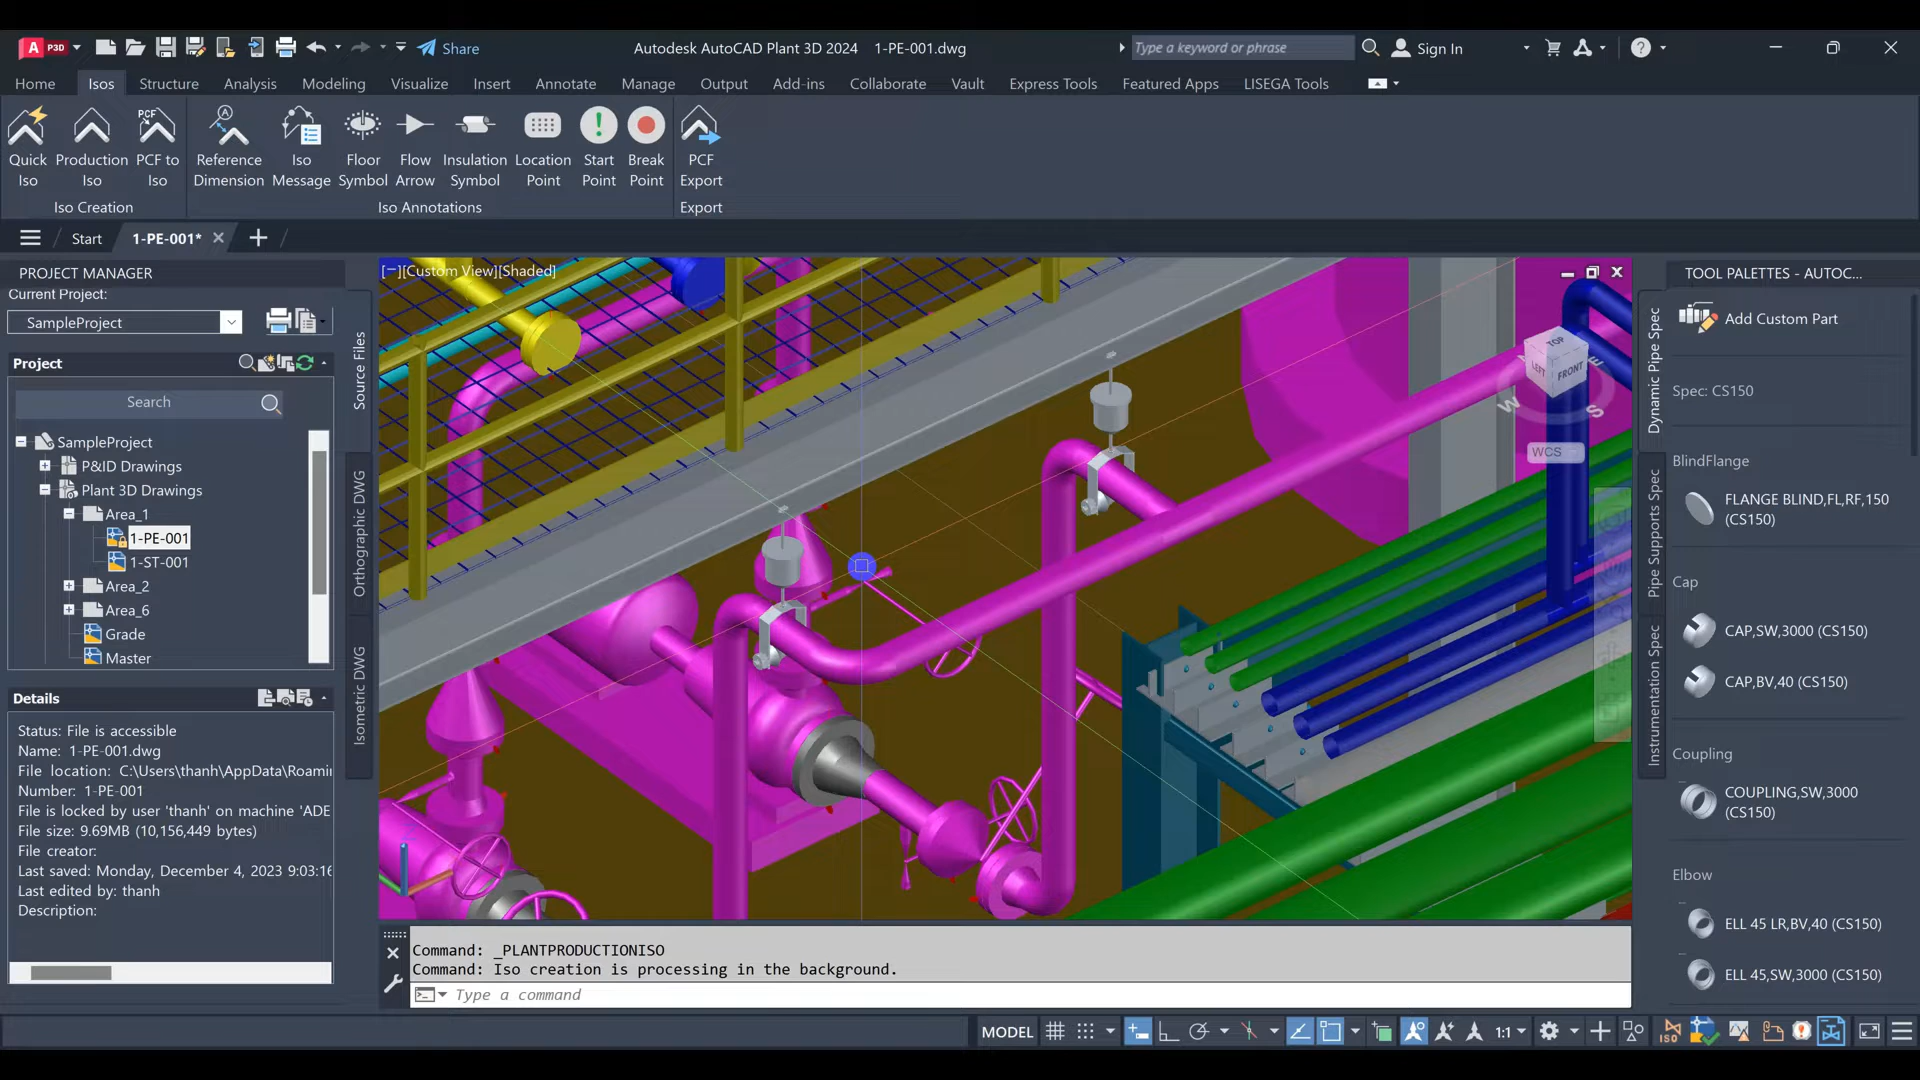 A P3D
Share
Autodesk AutoCAD Plant 3D 2024 1-PE-001.dwg
Type a keyword or phrase
Sign In
Home Isos Structure Analysis Modeling Visualize Insert Annotate Manage Output Add-ins Collaborate Vault Express Tools Featured Apps LISEGA Tools
Quick Iso
Production Iso
PCF to Iso
Iso Creation
Reference Dimension
Iso Message
Floor Symbol
Flow Arrow
Insulation Symbol
Location Point
Start Point
Break Point
Iso Annotations
PCF Export
Export
Start
1-PE-001*
PROJECT MANAGER
Current Project:
SampleProject
Project
Search
SampleProject
P&ID Drawings
Plant 3D Drawings
Area_1
1-PE-001
1-ST-001
Area_2
Area_6
Grade
Master
Source Files
Orthographic DWG
Isometric DWG
Details
Status: File is accessible
Name: 1-PE-001.dwg
File location: C:\Users\thanh\AppData\Roami
Number: 1-PE-001
File is locked by user 'thanh' on machine 'ADE
File size: 9.69MB (10,156,449 bytes)
File creator:
Last saved: Monday, December 4, 2023 9:03:16
Last edited by: thanh
Description:
[−][Custom View][Shaded]
TOP
LEFT
FRONT
W
S
E
WCS
Command: _PLANTPRODUCTIONISO
Command: Iso creation is processing in the background.
Type a command
TOOL PALETTES - AUTOC...
Dynamic Pipe Spec
Pipe Supports Spec
Instrumentation Spec
Add Custom Part
Spec: CS150
BlindFlange
FLANGE BLIND,FL,RF,150
(CS150)
Cap
CAP,SW,3000 (CS150)
CAP,BV,40 (CS150)
Coupling
COUPLING,SW,3000
(CS150)
Elbow
ELL 45 LR,BV,40 (CS150)
ELL 45,SW,3000 (CS150)
MODEL
1:1
ISO